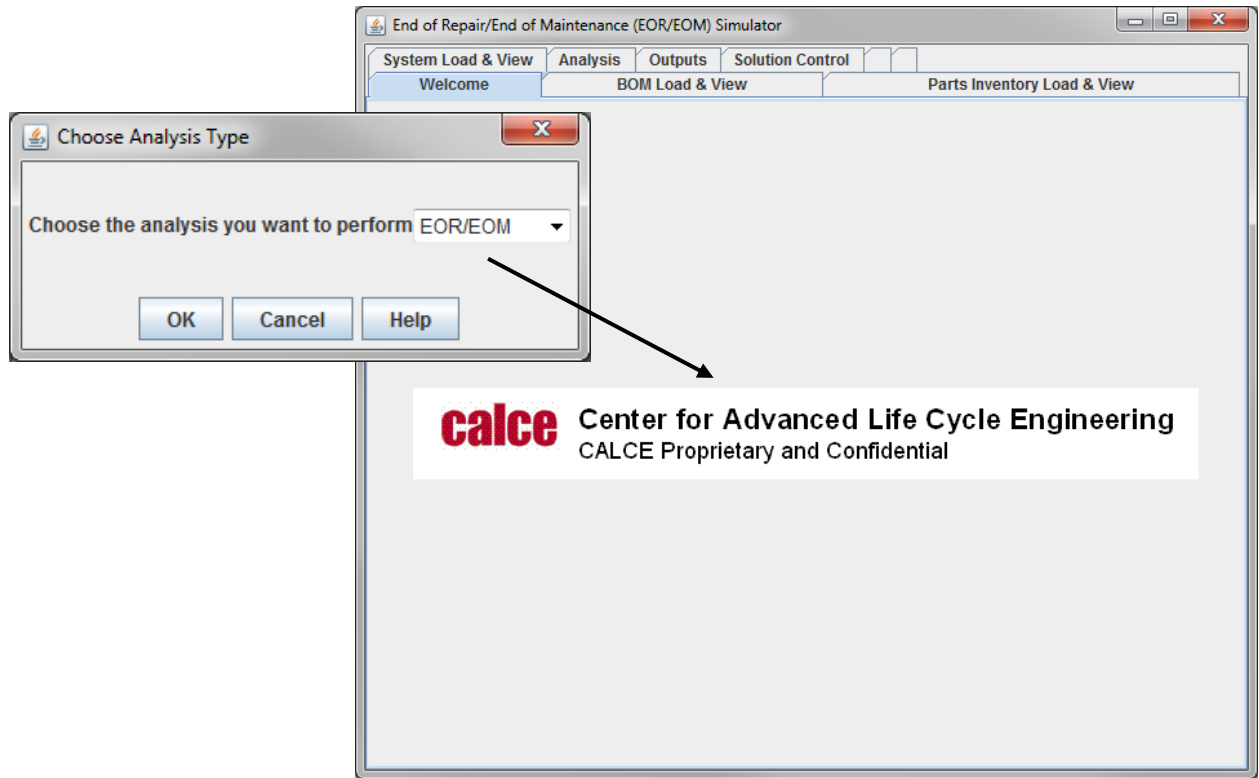 End of Repair/End of Maintenance (EOR/EOM) Simulator
System Load & View Analysis Outputs Solution Control
Welcome BOM Load & View Parts Inventory Load & View
Choose Analysis Type
Choose the analysis you want to perform EOR/EOM
OK Cancel Help
calce Center for Advanced Life Cycle Engineering
CALCE Proprietary and Confidential